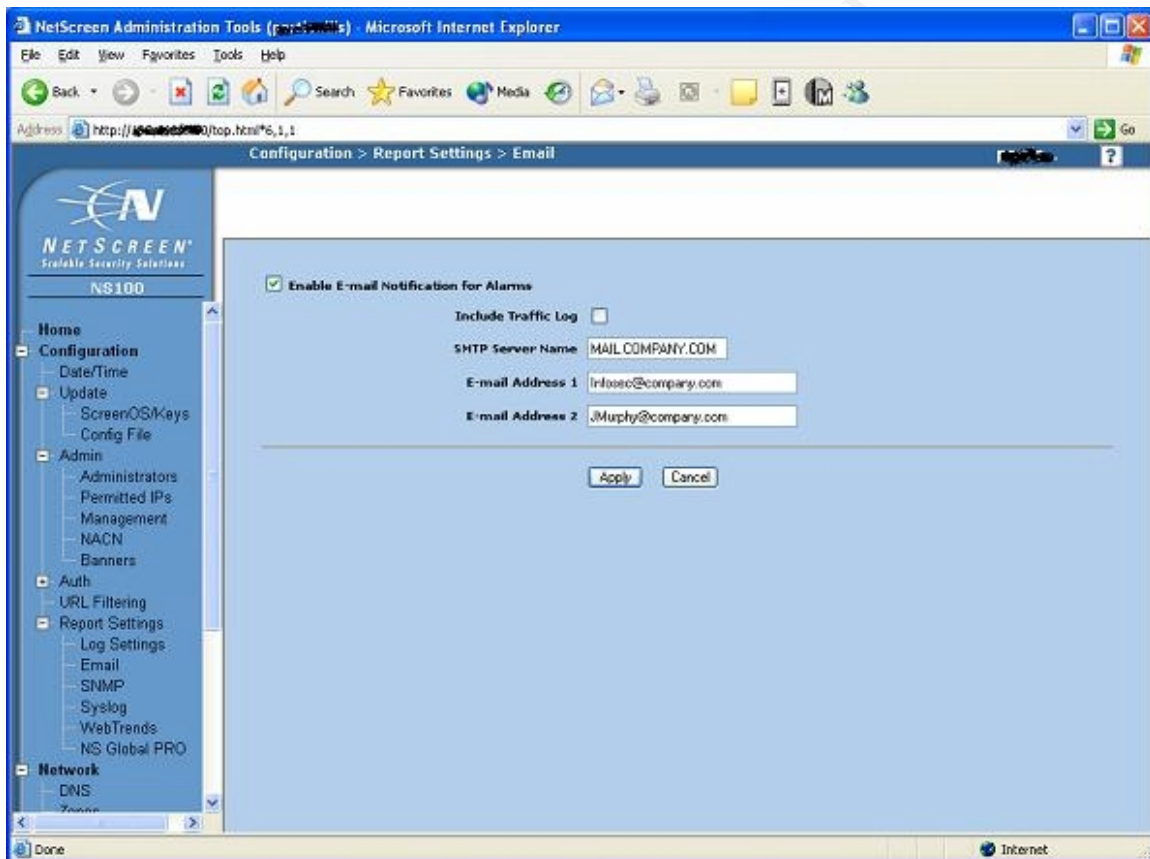 NetScreen Administration Tools ( s) - Microsoft Internet Explorer
File Edit View Favorites Tools Help
Back Search Favorites Media
Address http:// 0/top.html*6,1,1 Go
Configuration > Report Settings > Email ?
N
NETSCREEN
Scalable Security Solutions
NS100
Home
Configuration
Date/Time
Update
ScreenOS/Keys
Config File
Admin
Administrators
Permitted IPs
Management
NACN
Banners
Auth
URL Filtering
Report Settings
Log Settings
Email
SNMP
Syslog
WebTrends
NS Global PRO
Network
DNS
Zones
Enable E-mail Notification for Alarms
Include Traffic Log
SMTP Server Name MAIL.COMPANY.COM
E-mail Address 1 Infosec@company.com
E-mail Address 2 JMurphy@company.com
Apply Cancel
Done Internet